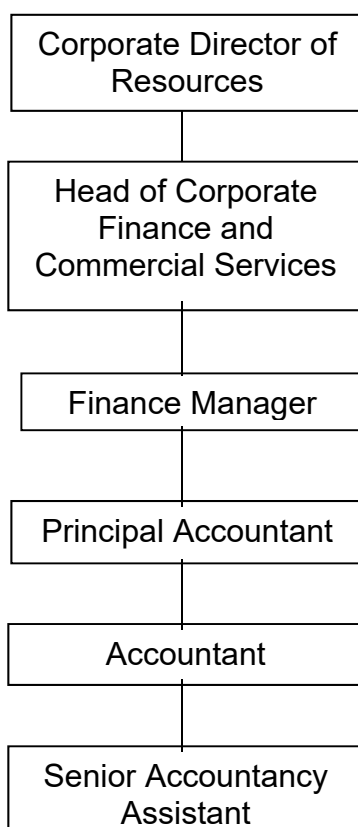 Corporate Director of
Resources
Head of Corporate
Finance and
Commercial Services
Finance Manager
Principal Accountant
Accountant
Senior Accountancy
Assistant